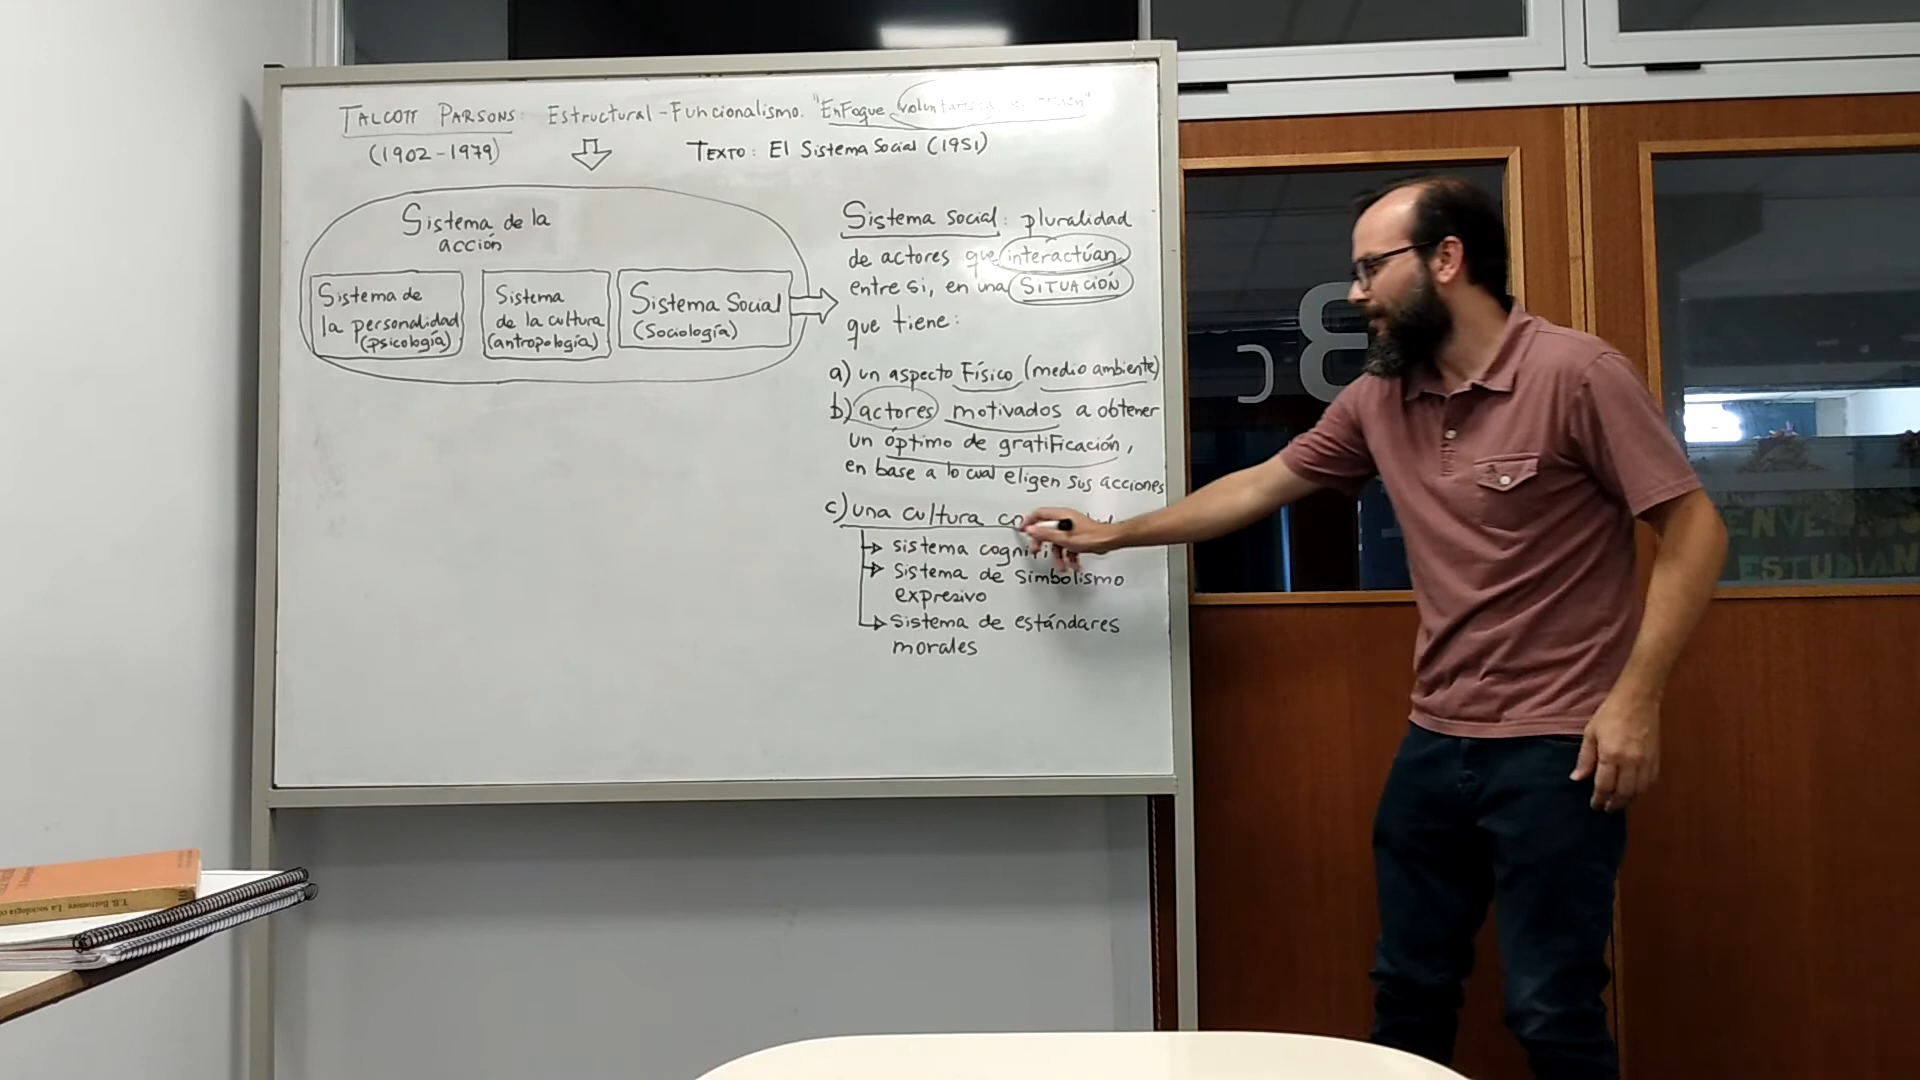 TALCOTT PARSONS: Estructural-Funcionalismo. "Enfoque
(1902-1979)
TEXTO: El Sistema Social (1951)
Sistema de la
acción
Sistema de
la personalidad
(psicología)
Sistema
de la cultura
(antropología)
Sistema Social
(Sociología)
Sistema social: pluralidad
de actores que interactúan
entre si, en una SITUACIÓN
que tiene:
a) un aspecto Físico (medio ambiente)
b) actores motivados a obtener
un óptimo de gratificación,
en base a lo cual eligen sus acciones
c) una cultura
sistema
Sistema de simbolismo
expresivo
Sistema de estándares
morales
T.B. Bottomore La sociología